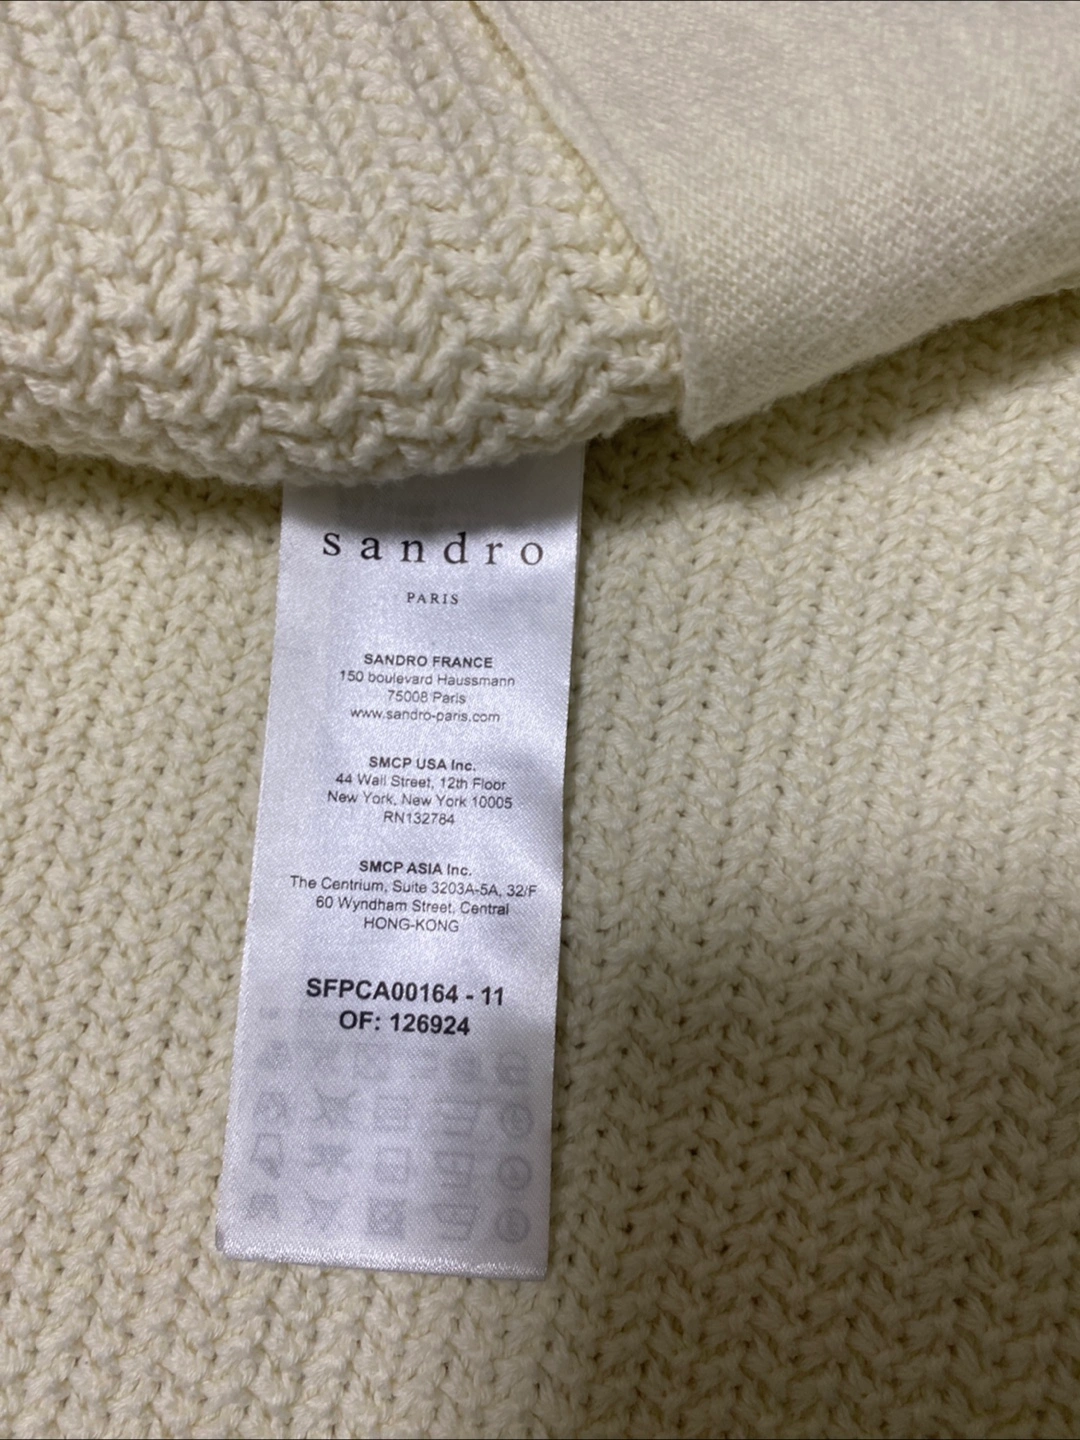 sandro
PARIS
SANDRO FRANCE
150 boulevard Haussmann
75008 Paris
www.sandro-paris.com
SMCP USA Inc.
44 Wall Street, 12th Floor
New York, New York 10005
RN132784
SMCP ASIA Inc.
The Centrium, Suite 3203A-5A, 32/F
60 Wyndham Street, Central
HONG-KONG
SFPCA00164 - 11
OF: 126924